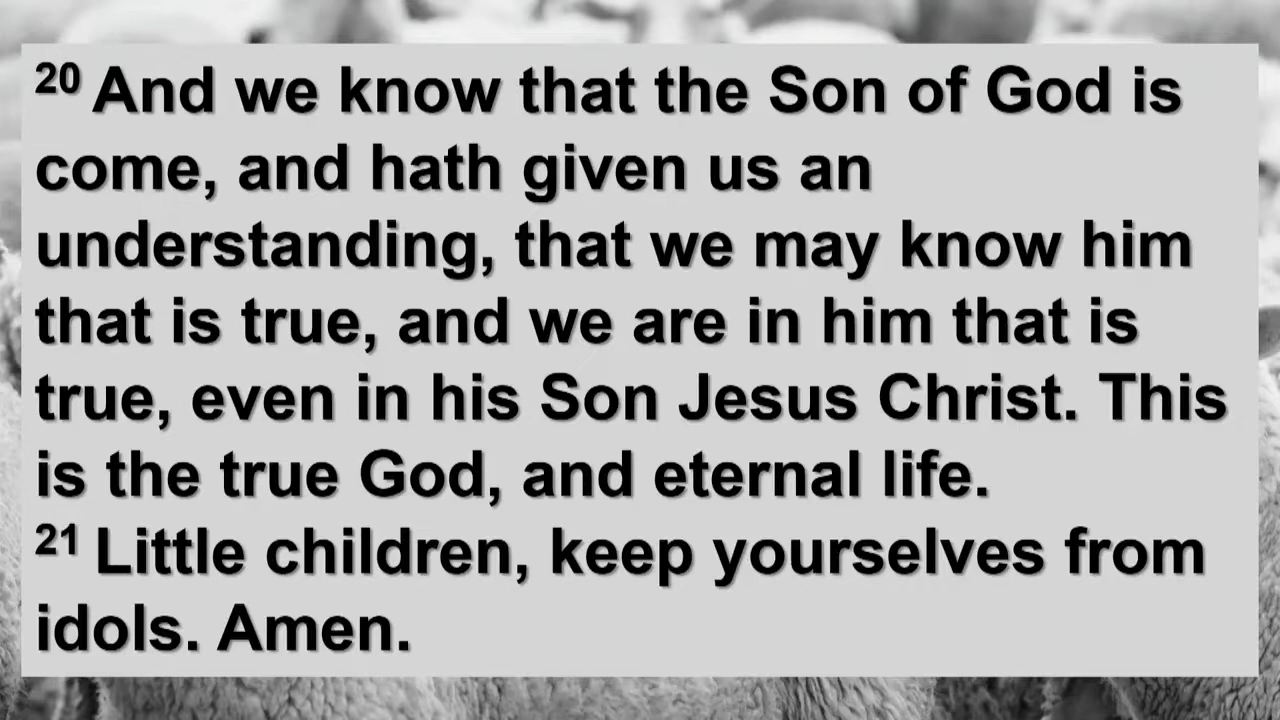 20 And we know that the Son of God is
come, and hath given us an
understanding, that we may know him
that is true, and we are in him that is
true, even in his Son Jesus Christ. This
is the true God, and eternal life.
21 Little children, keep yourselves from
idols. Amen.